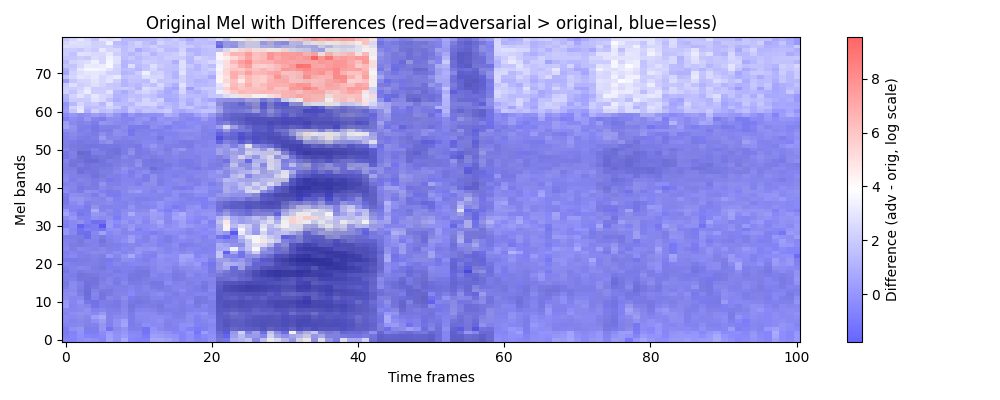 Original Mel with Differences (red=adversarial > original, blue=less)
Mel bands
70
60
50
40
30
20
10
0
0 20 40 60 80 100
Time frames
8
6
4
2
0
Difference (adv - orig, log scale)